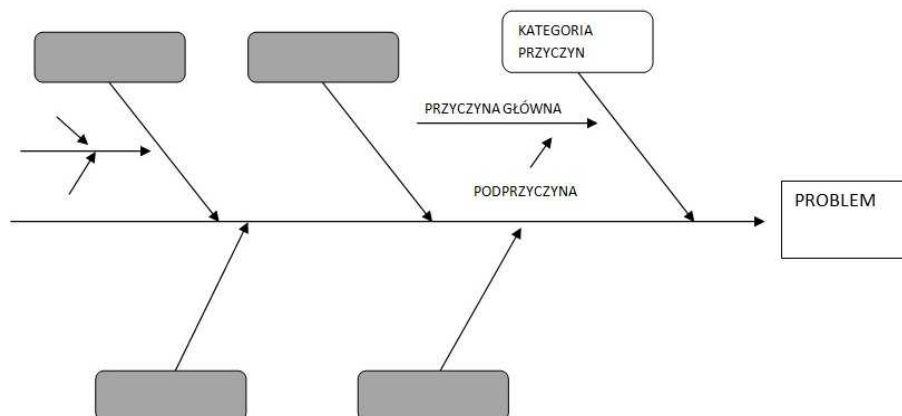 KATEGORIA
PRZYCZYN
PRZYCZYNA GŁÓWNA
PODPRZYCZYNA
PROBLEM